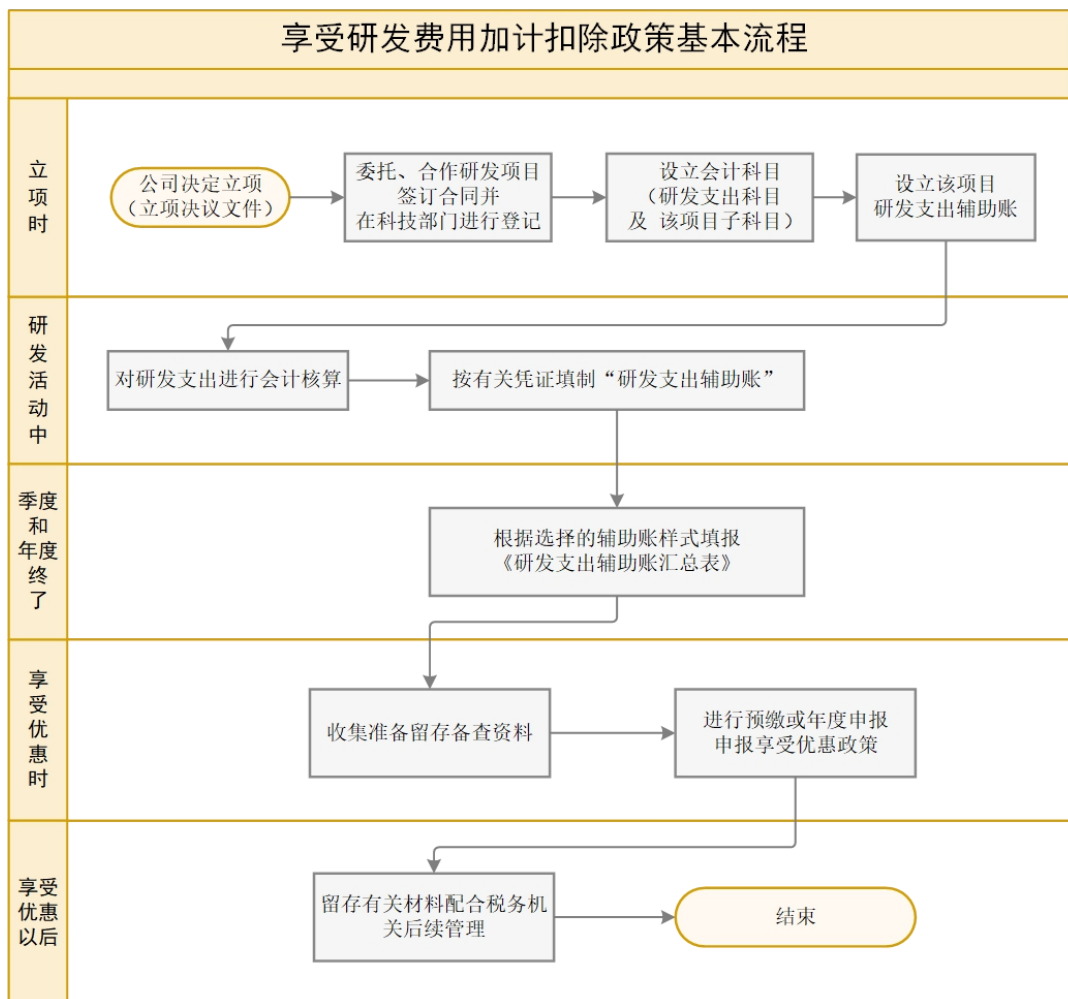 享受研发费用加计扣除政策基本流程
立
项
时
公司决定立项
（立项决议文件）
委托、合作研发项目
签订合同并
在科技部门进行登记
设立会计科目
（研发支出科目
及 该项目子科目）
设立该项目
研发支出辅助账
研
发
活
动
中
对研发支出进行会计核算
按有关凭证填制“研发支出辅助账”
季度
和
年度
终
了
根据选择的辅助账样式填报
《研发支出辅助账汇总表》
享
受
优
惠
时
收集准备留存备查资料
进行预缴或年度申报
申报享受优惠政策
享受
优惠
以后
留存有关材料配合税务机
关后续管理
结束